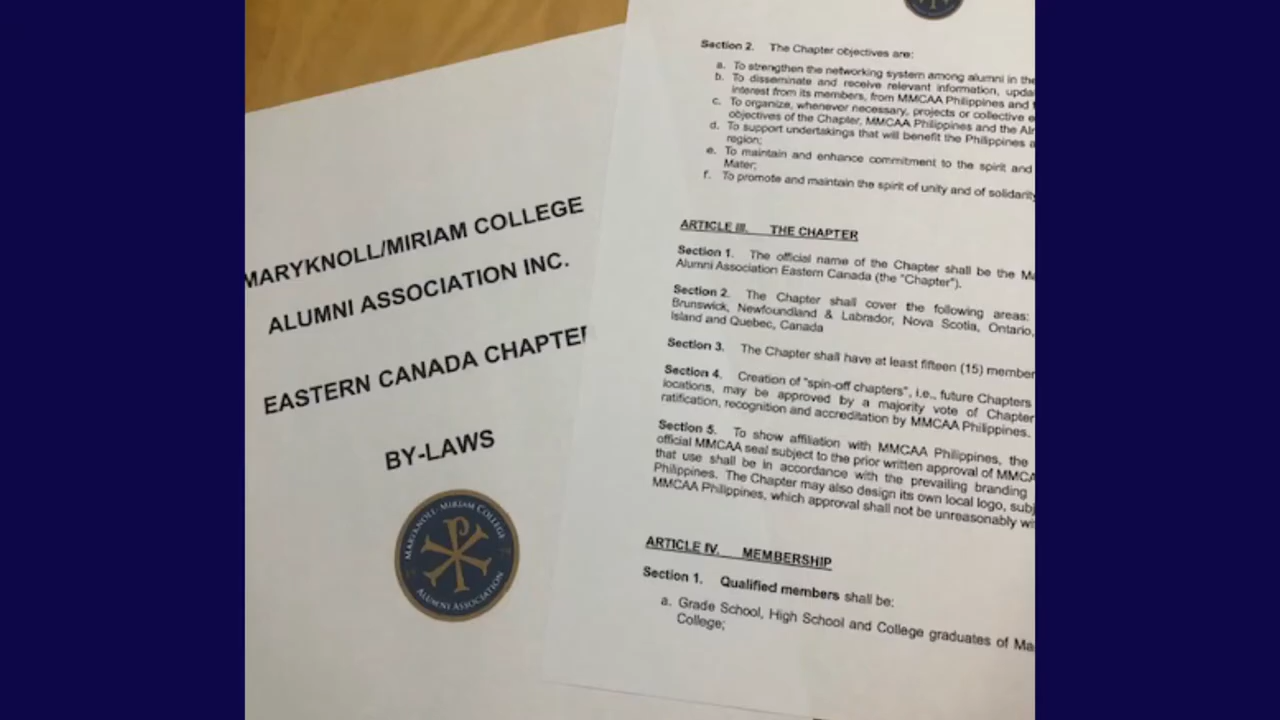 MARYKNOLL/MIRIAM COLLEGE
ALUMNI ASSOCIATION INC.
EASTERN CANADA CHAPTER
BY-LAWS
MARYKNOLL-MIRIAM COLLEGE
ALUMNI ASSOCIATION
Section 2. The Chapter objectives are:
a. To strengthen the networking system among alumni in the
b. To disseminate and receive relevant information, upda
interest from its members, from MMCAA Philippines and
c. To organize, whenever necessary, projects or collective e
objectives of the Chapter, MMCAA Philippines and the Al
d. To support undertakings that will benefit the Philippines a
region;
e. To maintain and enhance commitment to the spirit and
Mater;
f. To promote and maintain the spirit of unity and of solidarity
ARTICLE III. THE CHAPTER
Section 1. The official name of the Chapter shall be the Ma
Alumni Association Eastern Canada (the "Chapter").
Section 2. The Chapter shall cover the following areas:
Brunswick, Newfoundland & Labrador, Nova Scotia, Ontario,
Island and Quebec, Canada
Section 3. The Chapter shall have at least fifteen (15) member
Section 4. Creation of "spin-off chapters", i.e., future Chapters
locations, may be approved by a majority vote of Chapter
ratification, recognition and accreditation by MMCAA Philippines.
Section 5. To show affiliation with MMCAA Philippines, the
official MMCAA seal subject to the prior written approval of MMCA
that use shall be in accordance with the prevailing branding
Philippines. The Chapter may also design its own local logo, subj
MMCAA Philippines, which approval shall not be unreasonably wi
ARTICLE IV. MEMBERSHIP
Section 1. Qualified members shall be:
a. Grade School, High School and College graduates of Ma
College;